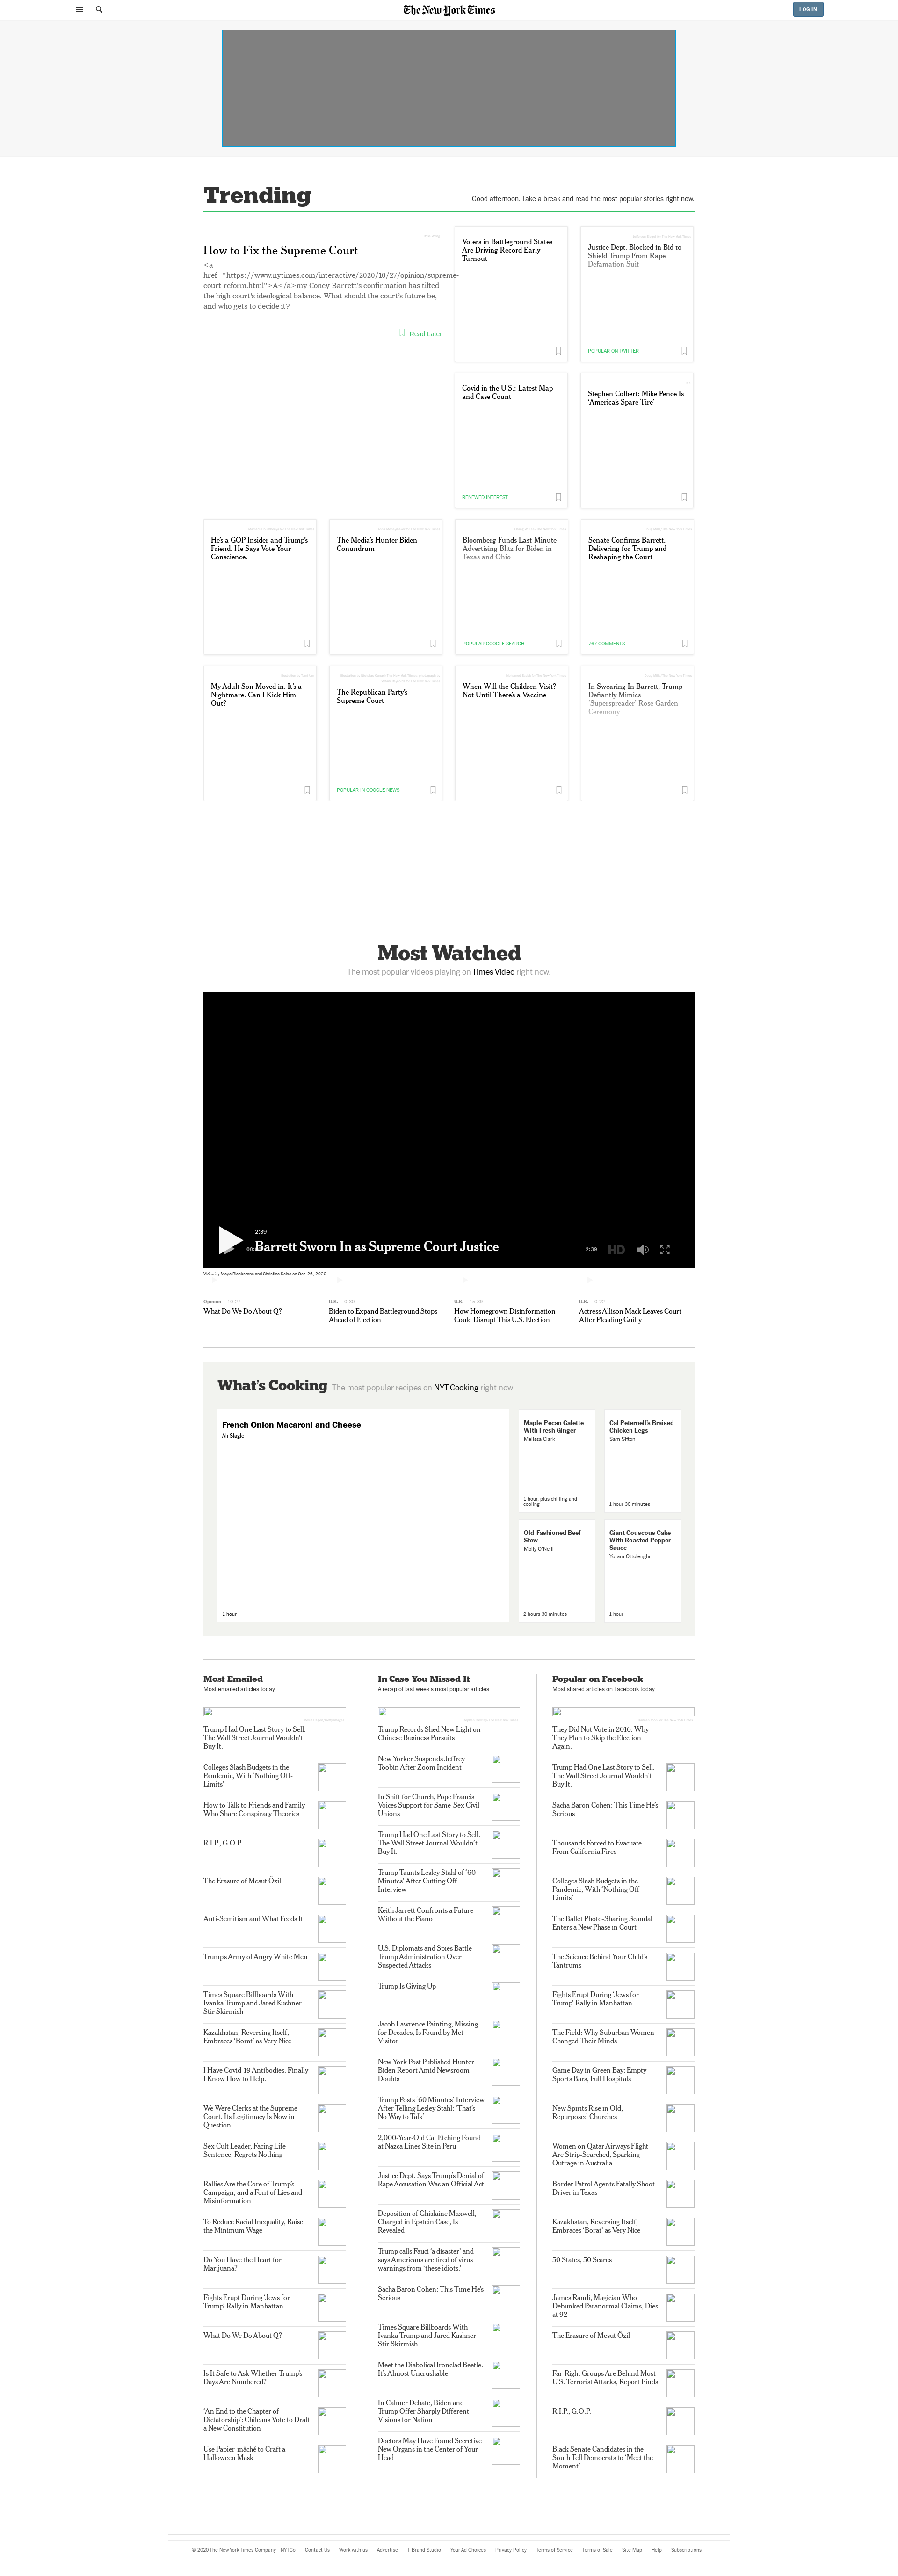 The New York Times
LOG IN
Trending
Good afternoon. Take a break and read the most popular stories right now.
How to Fix the Supreme Court
<a
href="https://www.nytimes.com/interactive/2020/10/27/opinion/supreme-
court-reform.html">A</a>my Coney Barrett's confirmation has tilted
the high court's ideological balance. What should the court's future be,
and who gets to decide it?
Read Later
Voters in Battleground States
Are Driving Record Early
Turnout
Justice Dept. Blocked in Bid to
Shield Trump From Rape
Defamation Suit
POPULAR ON TWITTER
Covid in the U.S.: Latest Map
and Case Count
RENEWED INTEREST
Stephen Colbert: Mike Pence Is
‘America’s Spare Tire’
He’s a GOP Insider and Trump’s
Friend. He Says Vote Your
Conscience.
The Media’s Hunter Biden
Conundrum
Bloomberg Funds Last-Minute
Advertising Blitz for Biden in
Texas and Ohio
POPULAR GOOGLE SEARCH
Senate Confirms Barrett,
Delivering for Trump and
Reshaping the Court
767 COMMENTS
My Adult Son Moved in. It’s a
Nightmare. Can I Kick Him
Out?
The Republican Party’s
Supreme Court
POPULAR IN GOOGLE NEWS
When Will the Children Visit?
Not Until There’s a Vaccine
In Swearing In Barrett, Trump
Defiantly Mimics
‘Superspreader’ Rose Garden
Ceremony
Most Watched
The most popular videos playing on Times Video right now.
2:39
Barrett Sworn In as Supreme Court Justice
2:39
HD
Video by Maya Blackstone and Christina Kelso on Oct. 26, 2020.
Opinion 10:27
What Do We Do About Q?
U.S.
Biden to Expand Battleground Stops
Ahead of Election
U.S.
How Homegrown Disinformation
Could Disrupt This U.S. Election
U.S.
Actress Allison Mack Leaves Court
After Pleading Guilty
What’s Cooking The most popular recipes on NYT Cooking right now
French Onion Macaroni and Cheese
Ali Slagle
1 hour
Maple-Pecan Galette
With Fresh Ginger
Melissa Clark
1 hour, plus chilling and
cooling
Cal Peternell’s Braised
Chicken Legs
Sam Sifton
1 hour 30 minutes
Old-Fashioned Beef
Stew
Molly O’Neill
2 hours 30 minutes
Giant Couscous Cake
With Roasted Pepper
Sauce
Yotam Ottolenghi
1 hour
Most Emailed
Most emailed articles today
Trump Had One Last Story to Sell.
The Wall Street Journal Wouldn’t
Buy It.
Colleges Slash Budgets in the
Pandemic, With ‘Nothing Off-
Limits’
How to Talk to Friends and Family
Who Share Conspiracy Theories
R.I.P., G.O.P.
The Erasure of Mesut Özil
Anti-Semitism and What Feeds It
Trump’s Army of Angry White Men
Times Square Billboards With
Ivanka Trump and Jared Kushner
Stir Skirmish
Kazakhstan, Reversing Itself,
Embraces ‘Borat’ as Very Nice
I Have Covid-19 Antibodies. Finally
I Know How to Help.
We Were Clerks at the Supreme
Court. Its Legitimacy Is Now in
Question.
Sex Cult Leader, Facing Life
Sentence, Regrets Nothing
Rallies Are the Core of Trump’s
Campaign, and a Font of Lies and
Misinformation
To Reduce Racial Inequality, Raise
the Minimum Wage
Do You Have the Heart for
Marijuana?
Fights Erupt During ‘Jews for
Trump’ Rally in Manhattan
What Do We Do About Q?
Is It Safe to Ask Whether Trump’s
Days Are Numbered?
‘An End to the Chapter of
Dictatorship’: Chileans Vote to Draft
a New Constitution
Use Papier-mâché to Craft a
Halloween Mask
In Case You Missed It
A recap of last week’s most popular articles
Trump Records Shed New Light on
Chinese Business Pursuits
New Yorker Suspends Jeffrey
Toobin After Zoom Incident
In Shift for Church, Pope Francis
Voices Support for Same-Sex Civil
Unions
Trump Had One Last Story to Sell.
The Wall Street Journal Wouldn’t
Buy It.
Trump Taunts Lesley Stahl of ‘60
Minutes’ After Cutting Off
Interview
Keith Jarrett Confronts a Future
Without the Piano
U.S. Diplomats and Spies Battle
Trump Administration Over
Suspected Attacks
Trump Is Giving Up
Jacob Lawrence Painting, Missing
for Decades, Is Found by Met
Visitor
New York Post Published Hunter
Biden Report Amid Newsroom
Doubts
Trump Posts ‘60 Minutes’ Interview
After Telling Lesley Stahl: ‘That’s
No Way to Talk’
2,000-Year-Old Cat Etching Found
at Nazca Lines Site in Peru
Justice Dept. Says Trump’s Denial of
Rape Accusation Was an Official Act
Deposition of Ghislaine Maxwell,
Charged in Epstein Case, Is
Revealed
Trump calls Fauci ‘a disaster’ and
says Americans are tired of virus
warnings from ‘these idiots.’
Sacha Baron Cohen: This Time He’s
Serious
Times Square Billboards With
Ivanka Trump and Jared Kushner
Stir Skirmish
Meet the Diabolical Ironclad Beetle.
It’s Almost Uncrushable.
In Calmer Debate, Biden and
Trump Offer Sharply Different
Visions for Nation
Doctors May Have Found Secretive
New Organs in the Center of Your
Head
Popular on Facebook
Most shared articles on Facebook today
They Did Not Vote in 2016. Why
They Plan to Skip the Election
Again.
Trump Had One Last Story to Sell.
The Wall Street Journal Wouldn’t
Buy It.
Sacha Baron Cohen: This Time He’s
Serious
Thousands Forced to Evacuate
From California Fires
Colleges Slash Budgets in the
Pandemic, With ‘Nothing Off-
Limits’
The Ballet Photo-Sharing Scandal
Enters a New Phase in Court
The Science Behind Your Child’s
Tantrums
Fights Erupt During ‘Jews for
Trump’ Rally in Manhattan
The Field: Why Suburban Women
Changed Their Minds
Game Day in Green Bay: Empty
Sports Bars, Full Hospitals
New Spirits Rise in Old,
Repurposed Churches
Women on Qatar Airways Flight
Are Strip-Searched, Sparking
Outrage in Australia
Border Patrol Agents Fatally Shoot
Driver in Texas
Kazakhstan, Reversing Itself,
Embraces ‘Borat’ as Very Nice
50 States, 50 Scares
James Randi, Magician Who
Debunked Paranormal Claims, Dies
at 92
The Erasure of Mesut Özil
Far-Right Groups Are Behind Most
U.S. Terrorist Attacks, Report Finds
R.I.P., G.O.P.
Black Senate Candidates in the
South Tell Democrats to ‘Meet the
Moment’
© 2020 The New York Times Company NYTCo Contact Us Work with us Advertise T Brand Studio Your Ad Choices Privacy Policy Terms of Service Terms of Sale Site Map Help Subscriptions